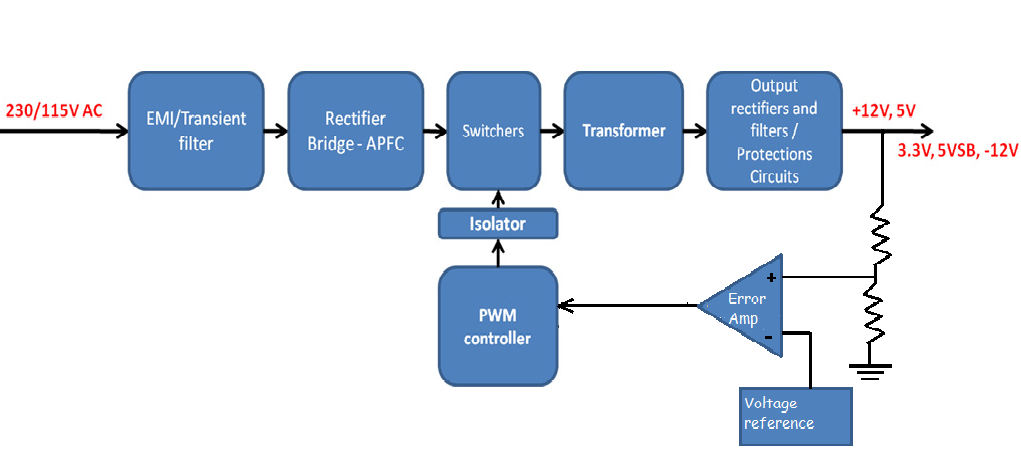 230/115V AC
EMI/Transient
filter
Rectifier
Bridge - APFC
Switchers
Transformer
Output
rectifiers and
filters /
Protections
Circuits
+12V, 5V
3.3V, 5VSB, -12V
Isolator
PWM
controller
+
Error
Amp
-
Voltage
reference